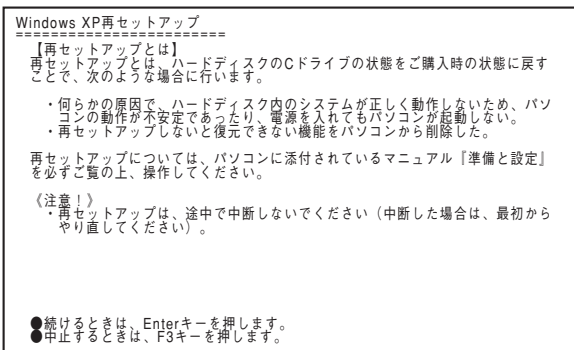 Windows XP再セットアップ
========================
【再セットアップとは】
再セットアップとは、ハードディスクのCドライブの状態をご購入時の状態に戻す
ことで、次のような場合に行います。
・何らかの原因で、ハードディスク内のシステムが正しく動作しないため、パソ
コンの動作が不安定であったり、電源を入れてもパソコンが起動しない。
・再セットアップしないと復元できない機能をパソコンから削除した。
再セットアップについては、パソコンに添付されているマニュアル『準備と設定』
を必ずご覧の上、操作してください。
《注意！》
・再セットアップは、途中で中断しないでください（中断した場合は、最初から
やり直してください）。
●続けるときは、Enterキーを押します。
●中止するときは、F3キーを押します。